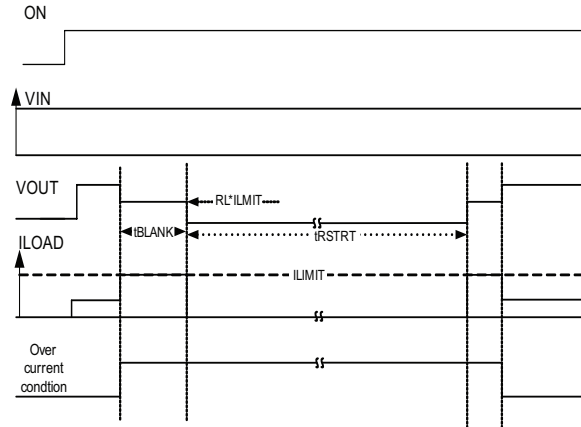 ON
VIN
VOUT
RL*ILMIT
tBLANK
tRSTRT
ILOAD
ILIMIT
Over
current
condtion